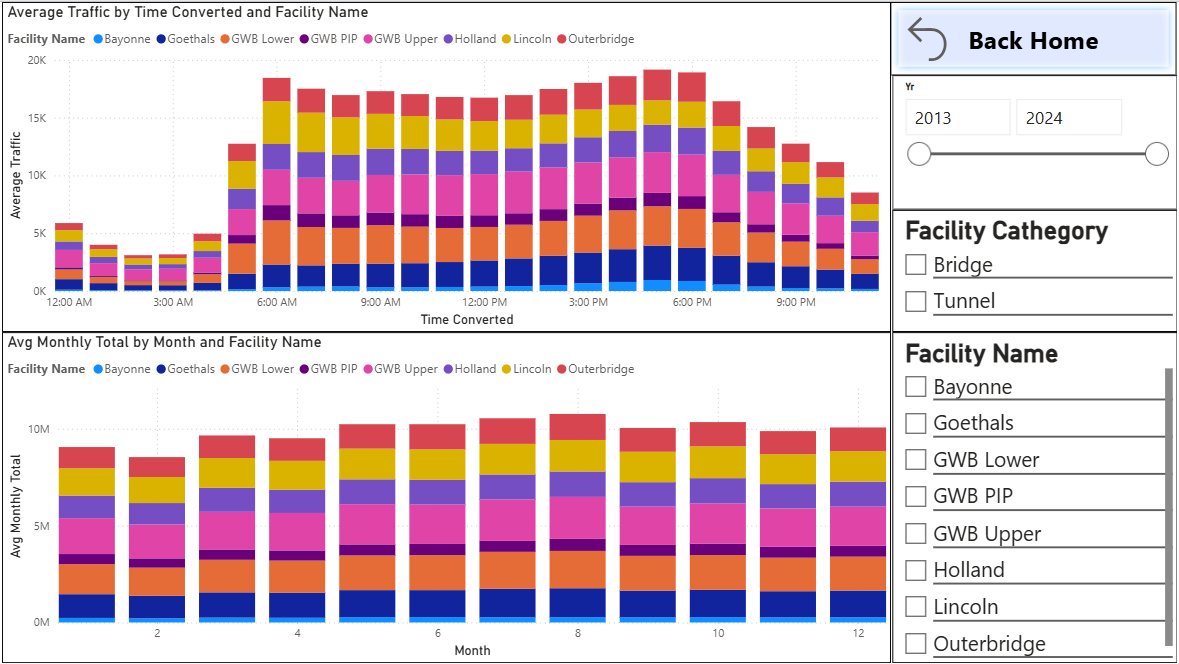 Average Traffic by Time Converted and Facility Name
Facility Name Bayonne Goethals GWB Lower GWB PIP GWB Upper Holland Lincoln Outerbridge
20K
15K
10K
5K
0K
Average Traffic
12:00 AM 3:00 AM 6:00 AM 9:00 AM 12:00 PM 3:00 PM 6:00 PM 9:00 PM
Time Converted
Avg Monthly Total by Month and Facility Name
Facility Name Bayonne Goethals GWB Lower GWB PIP GWB Upper Holland Lincoln Outerbridge
10M
5M
0M
Avg Monthly Total
2 4 6 8 10 12
Month
Back Home
Yr
2013 2024
Facility Cathegory
Bridge
Tunnel
Facility Name
Bayonne
Goethals
GWB Lower
GWB PIP
GWB Upper
Holland
Lincoln
Outerbridge